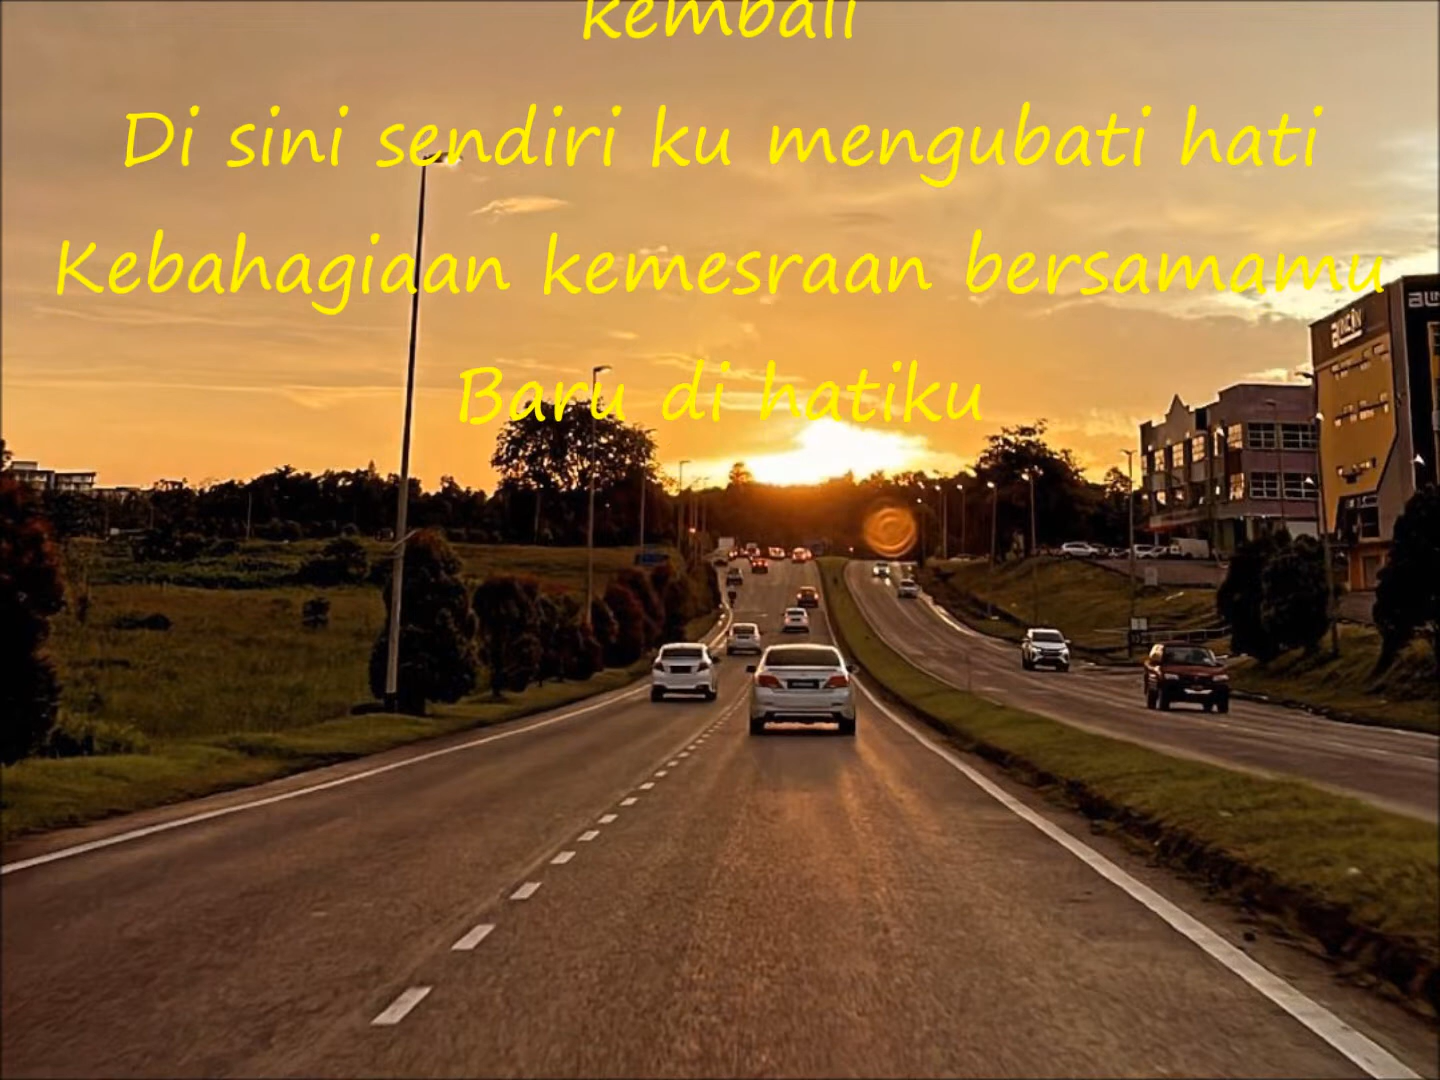 kembali
Di sini sendiri ku mengubati hati
Kebahagiaan kemesraan bersamamu
Baru di hatiku